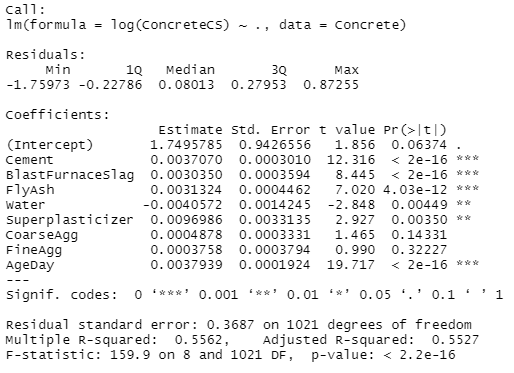 Call:
lm(formula = log(ConcreteCS) ~ ., data = Concrete)
Residuals:
Min 1Q Median 3Q Max
-1.75973 -0.22786 0.08013 0.27953 0.87255
Coefficients:
Estimate Std. Error t value Pr(>|t|)
(Intercept) 1.7495785 0.9426556 1.856 0.06374 .
Cement 0.0037070 0.0003010 12.316 < 2e-16 ***
BlastFurnaceSlag 0.0030350 0.0003594 8.445 < 2e-16 ***
FlyAsh 0.0031324 0.0004462 7.020 4.03e-12 ***
Water -0.0040572 0.0014245 -2.848 0.00449 **
Superplasticizer 0.0096986 0.0033135 2.927 0.00350 **
CoarseAgg 0.0004878 0.0003331 1.465 0.14331
FineAgg 0.0003758 0.0003794 0.990 0.32227
AgeDay 0.0037939 0.0001924 19.717 < 2e-16 ***
---
Signif. codes: 0 ‘***’ 0.001 ‘**’ 0.01 ‘*’ 0.05 ‘.’ 0.1 ‘ ’ 1
Residual standard error: 0.3687 on 1021 degrees of freedom
Multiple R-squared: 0.5562, Adjusted R-squared: 0.5527
F-statistic: 159.9 on 8 and 1021 DF, p-value: < 2.2e-16